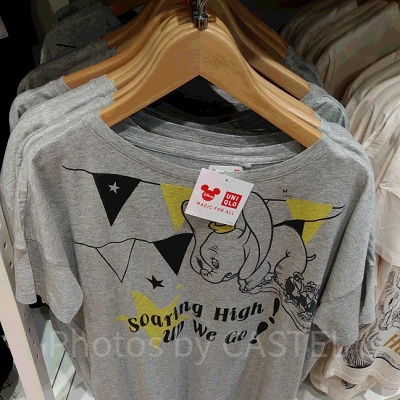 UNI
QLO
MAGIC FOR ALL
M
Soaring High!
Up We Go!!
Photos by CASTEL